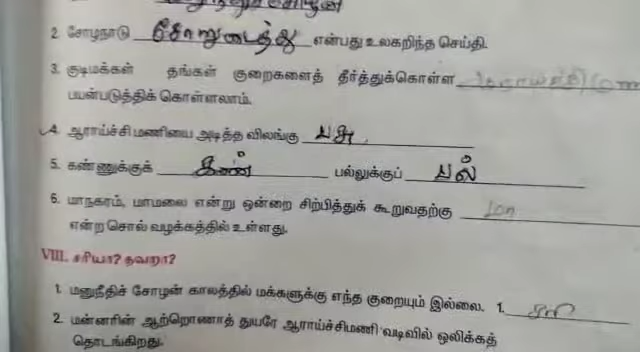 2. சோழநாடு சோறுடைத்து என்பது உலகறிந்த செய்தி.
3. குடிமக்கள் தங்கள் குறைகளைத் தீர்த்துக்கொள்ள
பயன்படுத்திக் கொள்ளலாம்.
4. ஆராய்ச்சி மணியை அடித்த விலங்கு பசு.
5. கண்ணுக்குக் கண் பல்லுக்குப் பல்
6. மாநகரம், மாமலை என்று ஒன்றை சிறப்பித்துக் கூறுவதற்கு மா
என்ற சொல் வழக்கத்தில் உள்ளது.
VIII. சரியா? தவறா?
1. மனுநீதிச் சோழன் காலத்தில் மக்களுக்கு எந்த குறையும் இல்லை. 1. சரி
2. மன்னரின் ஆற்றொணாத் துயரே ஆராய்ச்சிமணி வடிவில் ஒலிக்கத்
தொடங்கிறது.